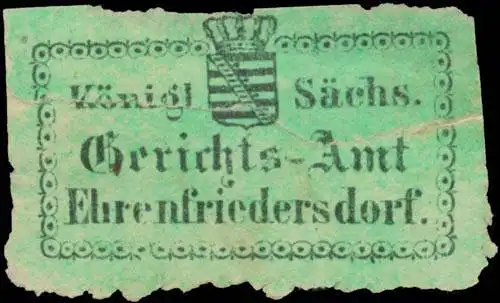 Königl Sächs.
Gerichts-Amt
Ehrenfriedersdorf.